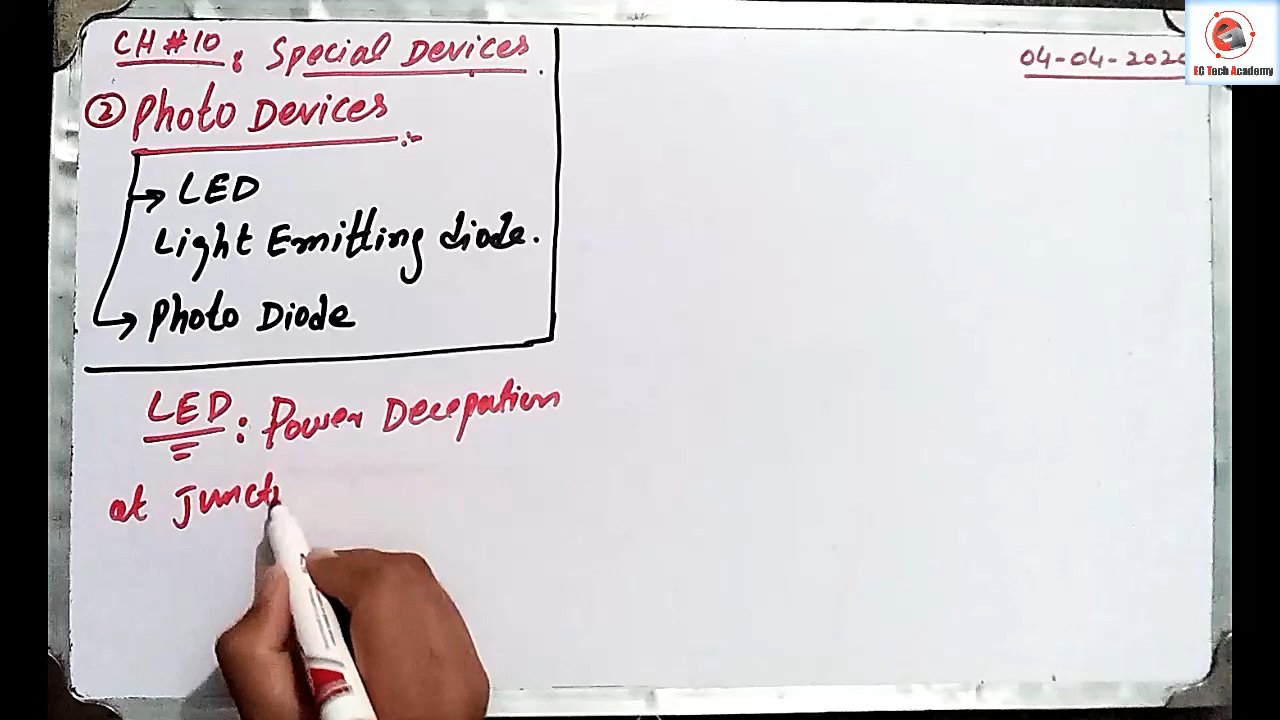 CH #10 : Special Devices.
04-04-2020
EC Tech Academy
② Photo Devices :-
→ LED
Light Emitting diode.
→ Photo Diode
LED : Power Decepation
at Juncti